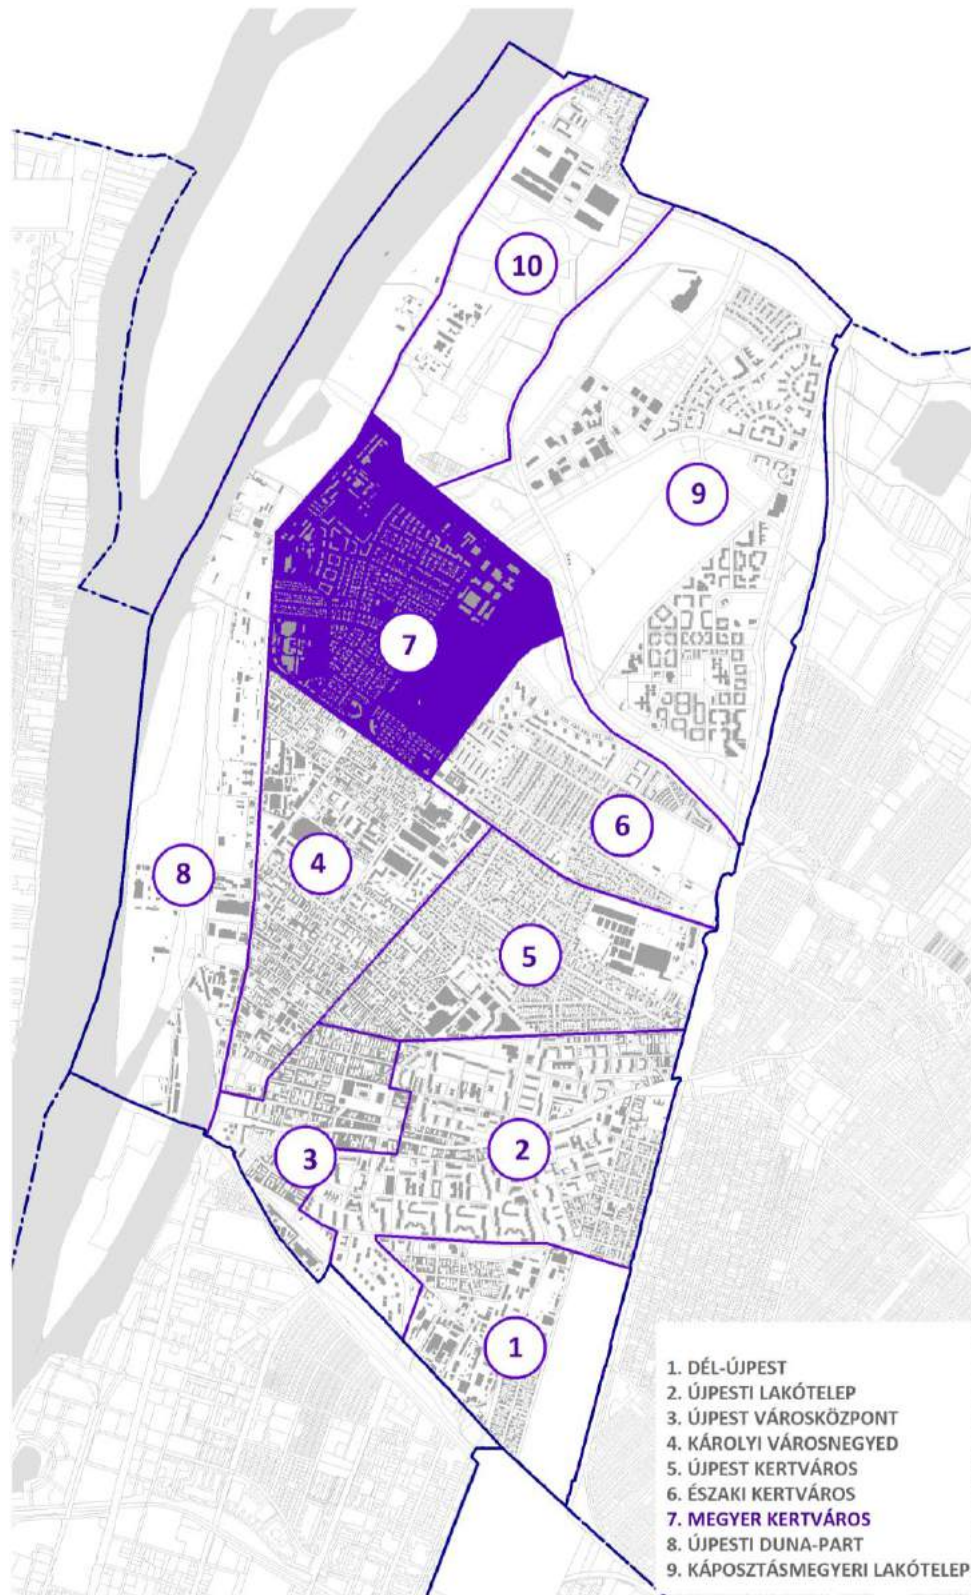 10
9
7
6
4
8
5
3
2
1
1. DÉL-ÚJPEST
2. ÚJPESTI LAKÓTELEP
3. ÚJPEST VÁROSKÖZPONT
4. KÁROLYI VÁROSNEGYED
5. ÚJPEST KERTVÁROS
6. ÉSZAKI KERTVÁROS
7. MEGYER KERTVÁROS
8. ÚJPESTI DUNA-PART
9. KÁPOSZTÁSMEGYERI LAKÓTELEP